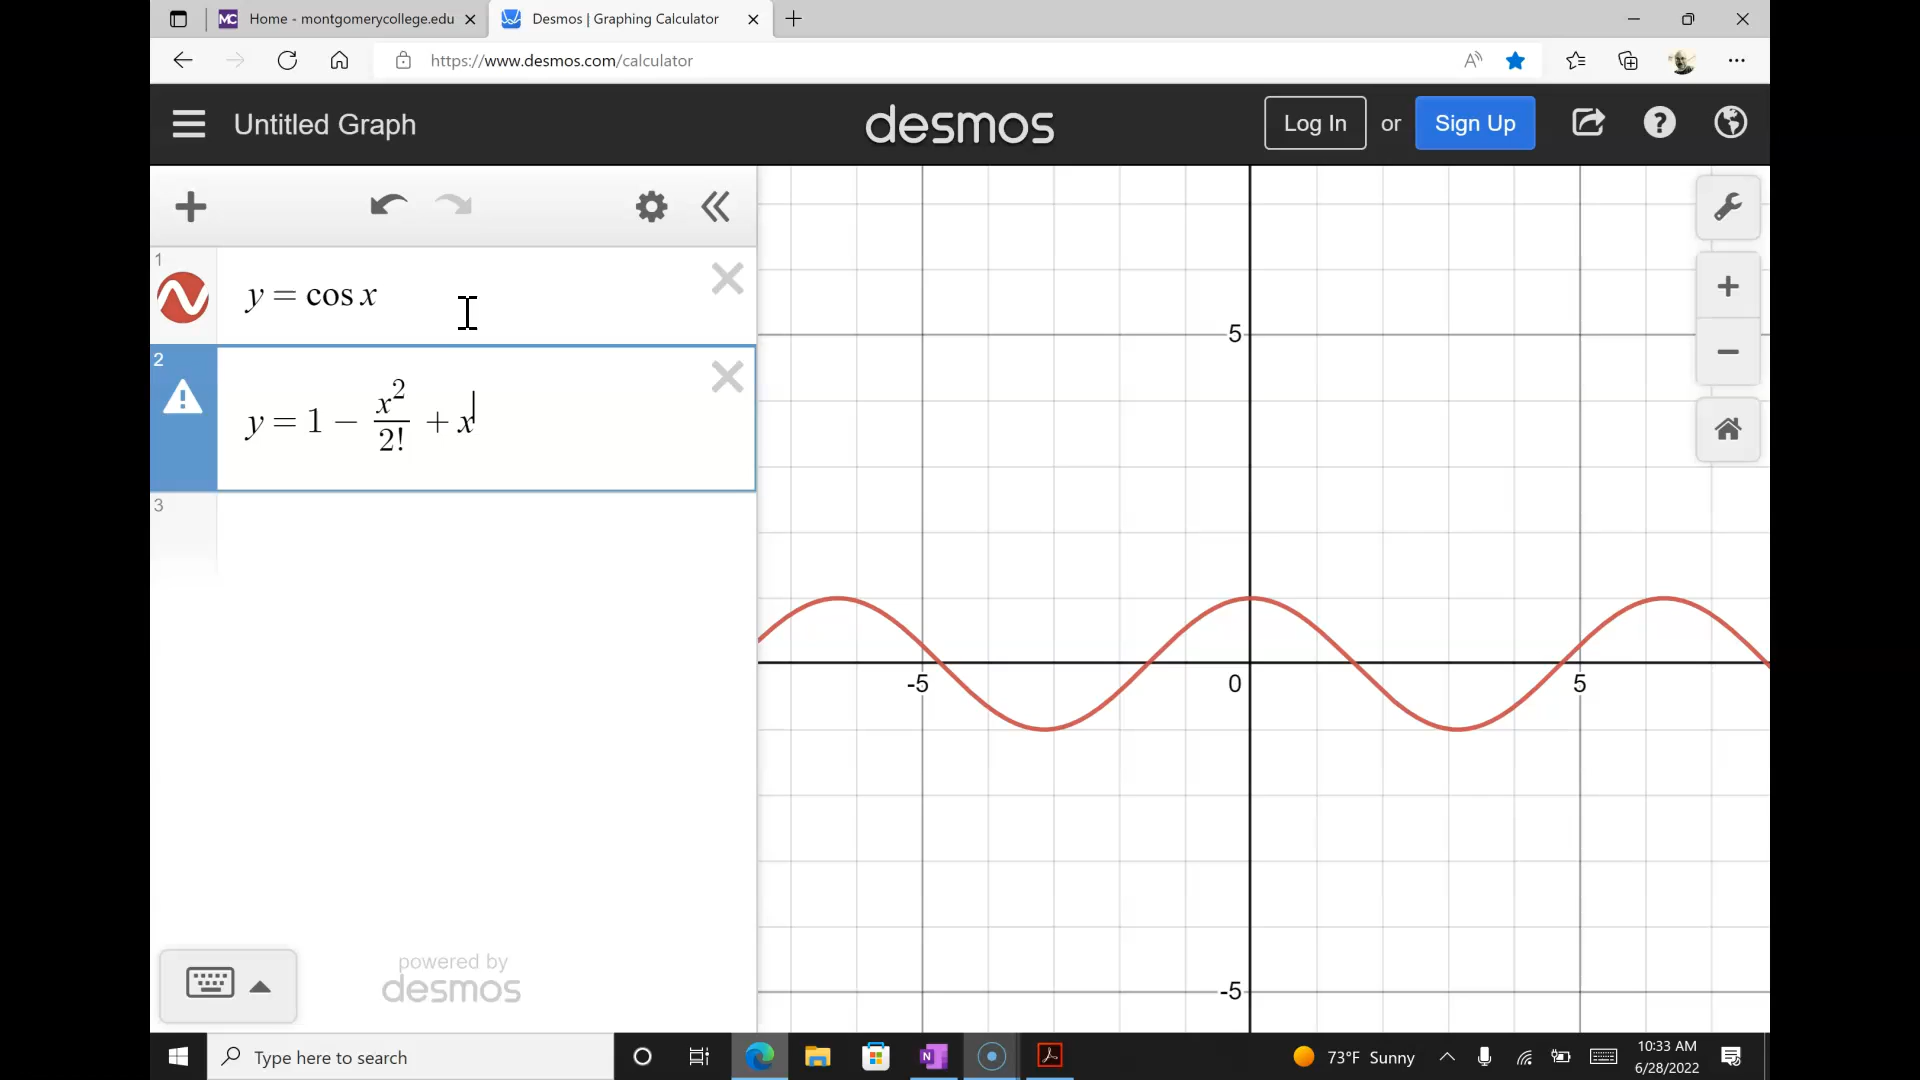 MC Home - montgomerycollege.edu Desmos | Graphing Calculator
https://www.desmos.com/calculator
Untitled Graph desmos Log In or Sign Up
1
y = cos x
2
y = 1 − x²/2! + x
3
5
-5 0 5
-5
powered by
desmos
Type here to search 73°F Sunny 10:33 AM
6/28/2022